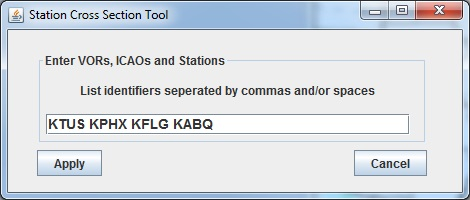 Station Cross Section Tool
Enter VORs, ICAOs and Stations
List identifiers seperated by commas and/or spaces
KTUS KPHX KFLG KABQ
Apply Cancel